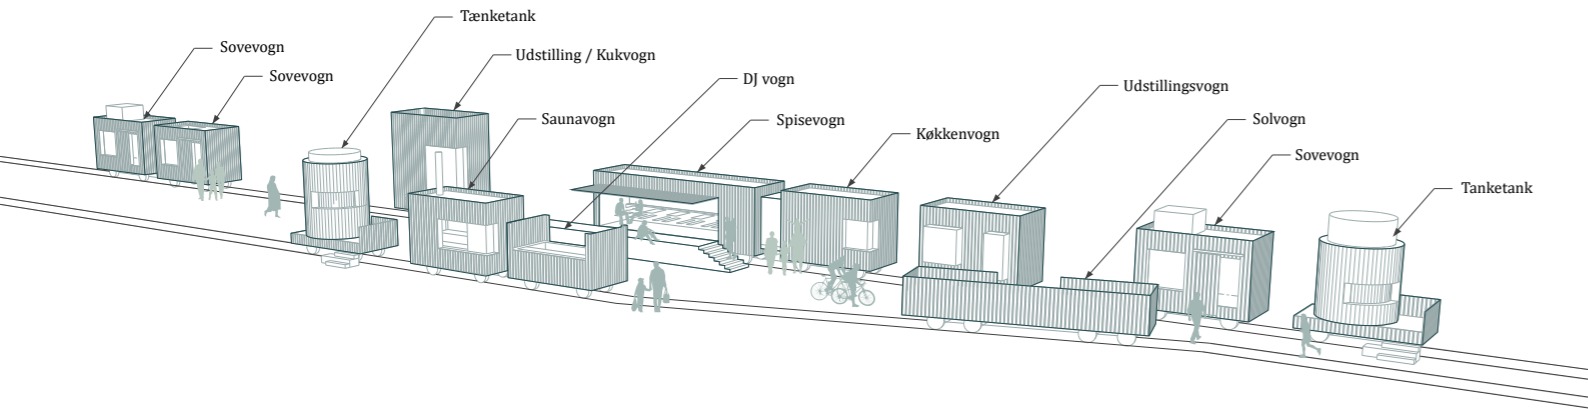 Tænketank
Sovevogn
Udstilling / Kukvogn
Sovevogn
DJ vogn
Udstillingsvogn
Saunavogn
Spisevogn
Køkkenvogn
Solvogn
Sovevogn
Tanketank